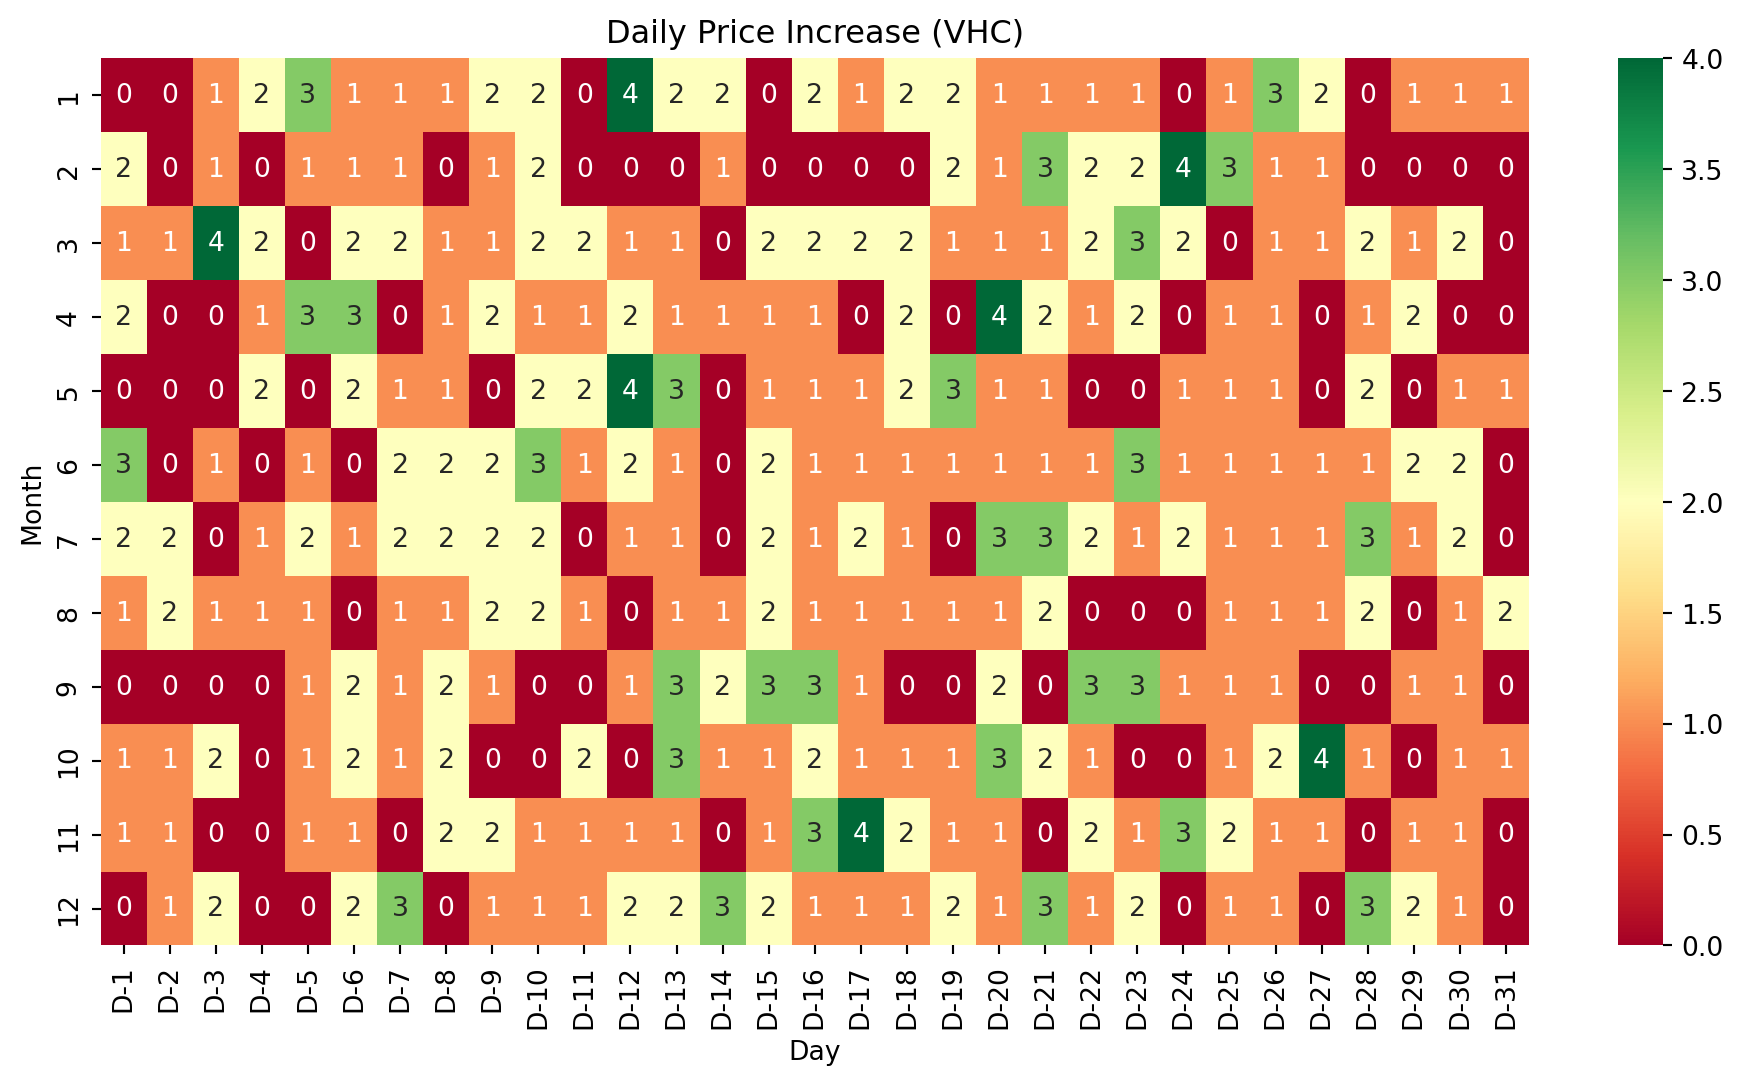 Daily Price Increase (VHC)
1 0 0 1 2 3 1 1 1 2 2 0 4 2 2 0 2 1 2 2 1 1 1 1 0 1 3 2 0 1 1 1
2 2 0 1 0 1 1 1 0 1 2 0 0 0 1 0 0 0 0 2 1 3 2 2 4 3 1 1 0 0 0 0
3 1 1 4 2 0 2 2 1 1 2 2 1 1 0 2 2 2 2 1 1 1 2 3 2 0 1 1 2 1 2 0
4 2 0 0 1 3 3 0 1 2 1 1 2 1 1 1 1 0 2 0 4 2 1 2 0 1 1 0 1 2 0 0
5 0 0 0 2 0 2 1 1 0 2 2 4 3 0 1 1 1 2 3 1 1 0 0 1 1 1 0 2 0 1 1
6 3 0 1 0 1 0 2 2 2 3 1 2 1 0 2 1 1 1 1 1 1 1 3 1 1 1 1 1 2 2 0
7 2 2 0 1 2 1 2 2 2 2 0 1 1 0 2 1 2 1 0 3 3 2 1 2 1 1 1 3 1 2 0
8 1 2 1 1 1 0 1 1 2 2 1 0 1 1 2 1 1 1 1 1 2 0 0 0 1 1 1 2 0 1 2
9 0 0 0 0 1 2 1 2 1 0 0 1 3 2 3 3 1 0 0 2 0 3 3 1 1 1 0 0 1 1 0
10 1 1 2 0 1 2 1 2 0 0 2 0 3 1 1 2 1 1 1 3 2 1 0 0 1 2 4 1 0 1 1
11 1 1 0 0 1 1 0 2 2 1 1 1 1 0 1 3 4 2 1 1 0 2 1 3 2 1 1 0 1 1 0
12 0 1 2 0 0 2 3 0 1 1 1 2 2 3 2 1 1 1 2 1 3 1 2 0 1 1 0 3 2 1 0
Month
D-1 D-2 D-3 D-4 D-5 D-6 D-7 D-8 D-9 D-10 D-11 D-12 D-13 D-14 D-15 D-16 D-17 D-18 D-19 D-20 D-21 D-22 D-23 D-24 D-25 D-26 D-27 D-28 D-29 D-30 D-31
Day
4.0
3.5
3.0
2.5
2.0
1.5
1.0
0.5
0.0